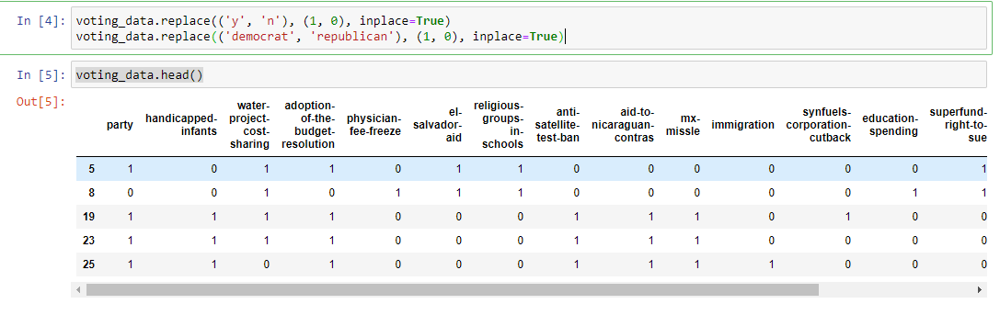 In [4]: voting_data.replace(('y', 'n'), (1, 0), inplace=True)
voting_data.replace(('democrat', 'republican'), (1, 0), inplace=True)
In [5]: voting_data.head()
Out[5]:
party handicapped-infants water-project-cost-sharing adoption-of-the-budget-resolution physician-fee-freeze el-salvador-aid religious-groups-in-schools anti-satellite-test-ban aid-to-nicaraguan-contras mx-missle immigration synfuels-corporation-cutback education-spending superfund-right-to-sue
5 1 0 1 1 0 1 1 0 0 0 0 0 0 1
8 0 0 1 0 1 1 1 0 0 0 0 0 1 1
19 1 1 1 1 0 0 0 1 1 1 0 1 0 0
23 1 1 1 1 0 0 0 1 1 1 0 0 0 0
25 1 1 0 1 0 0 0 1 1 1 1 0 0 0